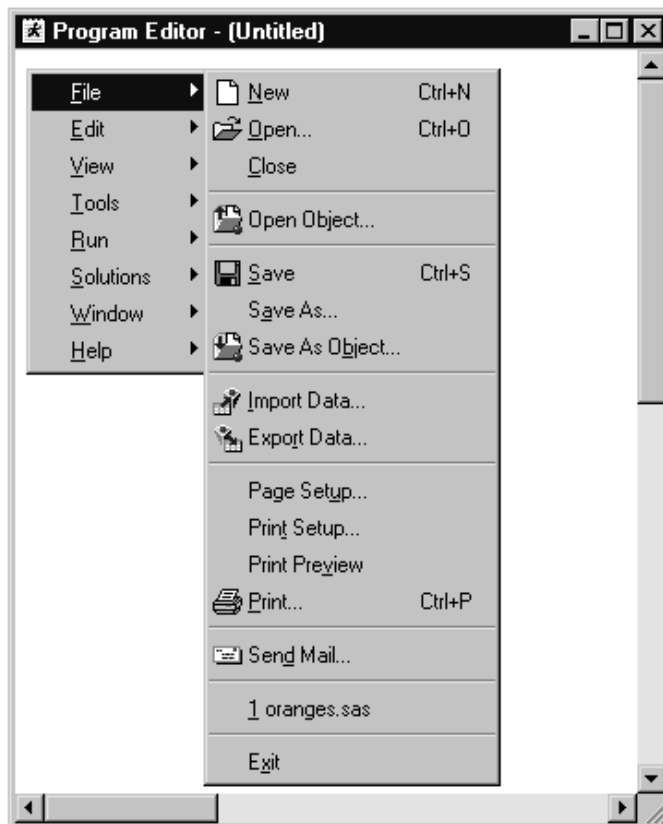 Program Editor - (Untitled)
File
Edit
View
Tools
Run
Solutions
Window
Help
New Ctrl+N
Open... Ctrl+O
Close
Open Object...
Save Ctrl+S
Save As...
Save As Object...
Import Data...
Export Data...
Page Setup...
Print Setup...
Print Preview
Print... Ctrl+P
Send Mail...
1 oranges.sas
Exit